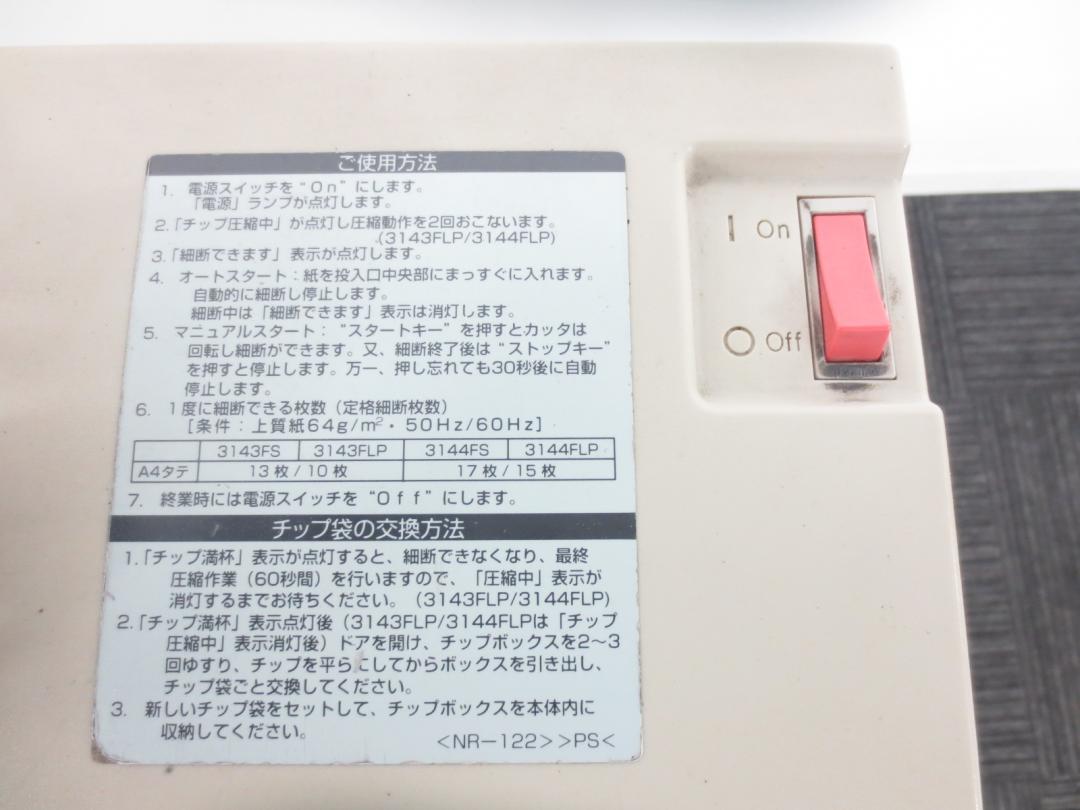 ご使用方法
1. 電源スイッチを“On”にします。
「電源」ランプが点灯します。
2.「チップ圧縮中」が点灯し圧縮動作を2回おこないます。
(3143FLP/3144FLP)
3.「細断できます」表示が点灯します。
4. オートスタート：紙を投入口中央部にまっすぐに入れます。
自動的に細断し停止します。
細断中は「細断できます」表示は消灯します。
5. マニュアルスタート：“スタートキー”を押すとカッタは
回転し細断ができます。又、細断終了後は“ストップキー”
を押すと停止します。万一、押し忘れても30秒後に自動
停止します。
6. 1度に細断できる枚数（定格細断枚数）
[条件：上質紙64g/m²・50Hz/60Hz]
3143FS 3143FLP 3144FS 3144FLP
A4タテ 13枚/10枚 17枚/15枚
7. 終業時には電源スイッチを“Off”にします。
チップ袋の交換方法
1.「チップ満杯」表示が点灯すると、細断できなくなり、最終
圧縮作業（60秒間）を行いますので、「圧縮中」表示が
消灯するまでお待ちください。（3143FLP/3144FLP)
2.「チップ満杯」表示点灯後（3143FLP/3144FLPは「チップ
圧縮中」表示消灯後）ドアを開け、チップボックスを2〜3
回ゆすり、チップを平らにしてからボックスを引き出し、
チップ袋ごと交換してください。
3. 新しいチップ袋をセットして、チップボックスを本体内に
収納してください。
<NR-122>>PS<
| On
○ Off